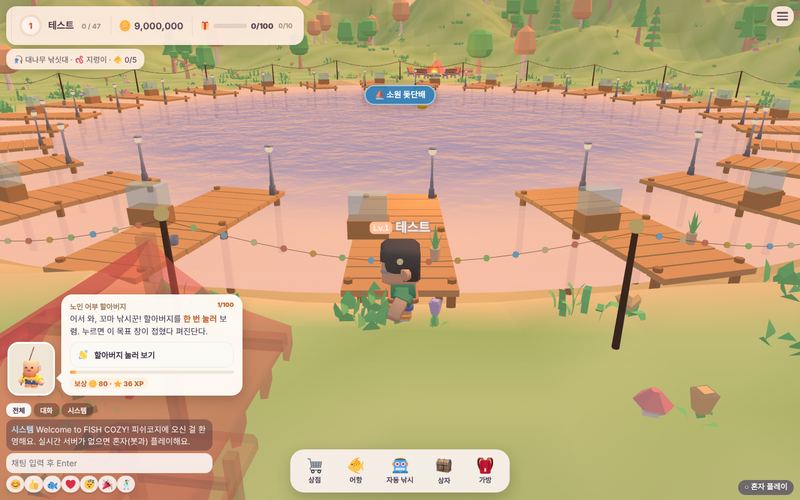 1 테스트 0 / 47 9,000,000 0/100 0/10
대나무 낚싯대 · 지렁이 · 0/5
소원 돛단배
Lv.1 테스트
노인 어부 할아버지 1/100
어서 와, 꼬마 낚시꾼! 할아버지를 한 번 눌러 보
렴. 누르면 이 목표 창이 접혔다 펴진단다.
할아버지 눌러 보기
보상 80 · 36 XP
전체 대화 시스템
시스템 Welcome to FISH COZY! 피쉬코지에 오신 걸 환
영해요. 실시간 서버가 없으면 혼자(봇과) 플레이해요.
채팅 입력 후 Enter
상점 어항 자동 낚시 상자 가방
○ 혼자 플레이